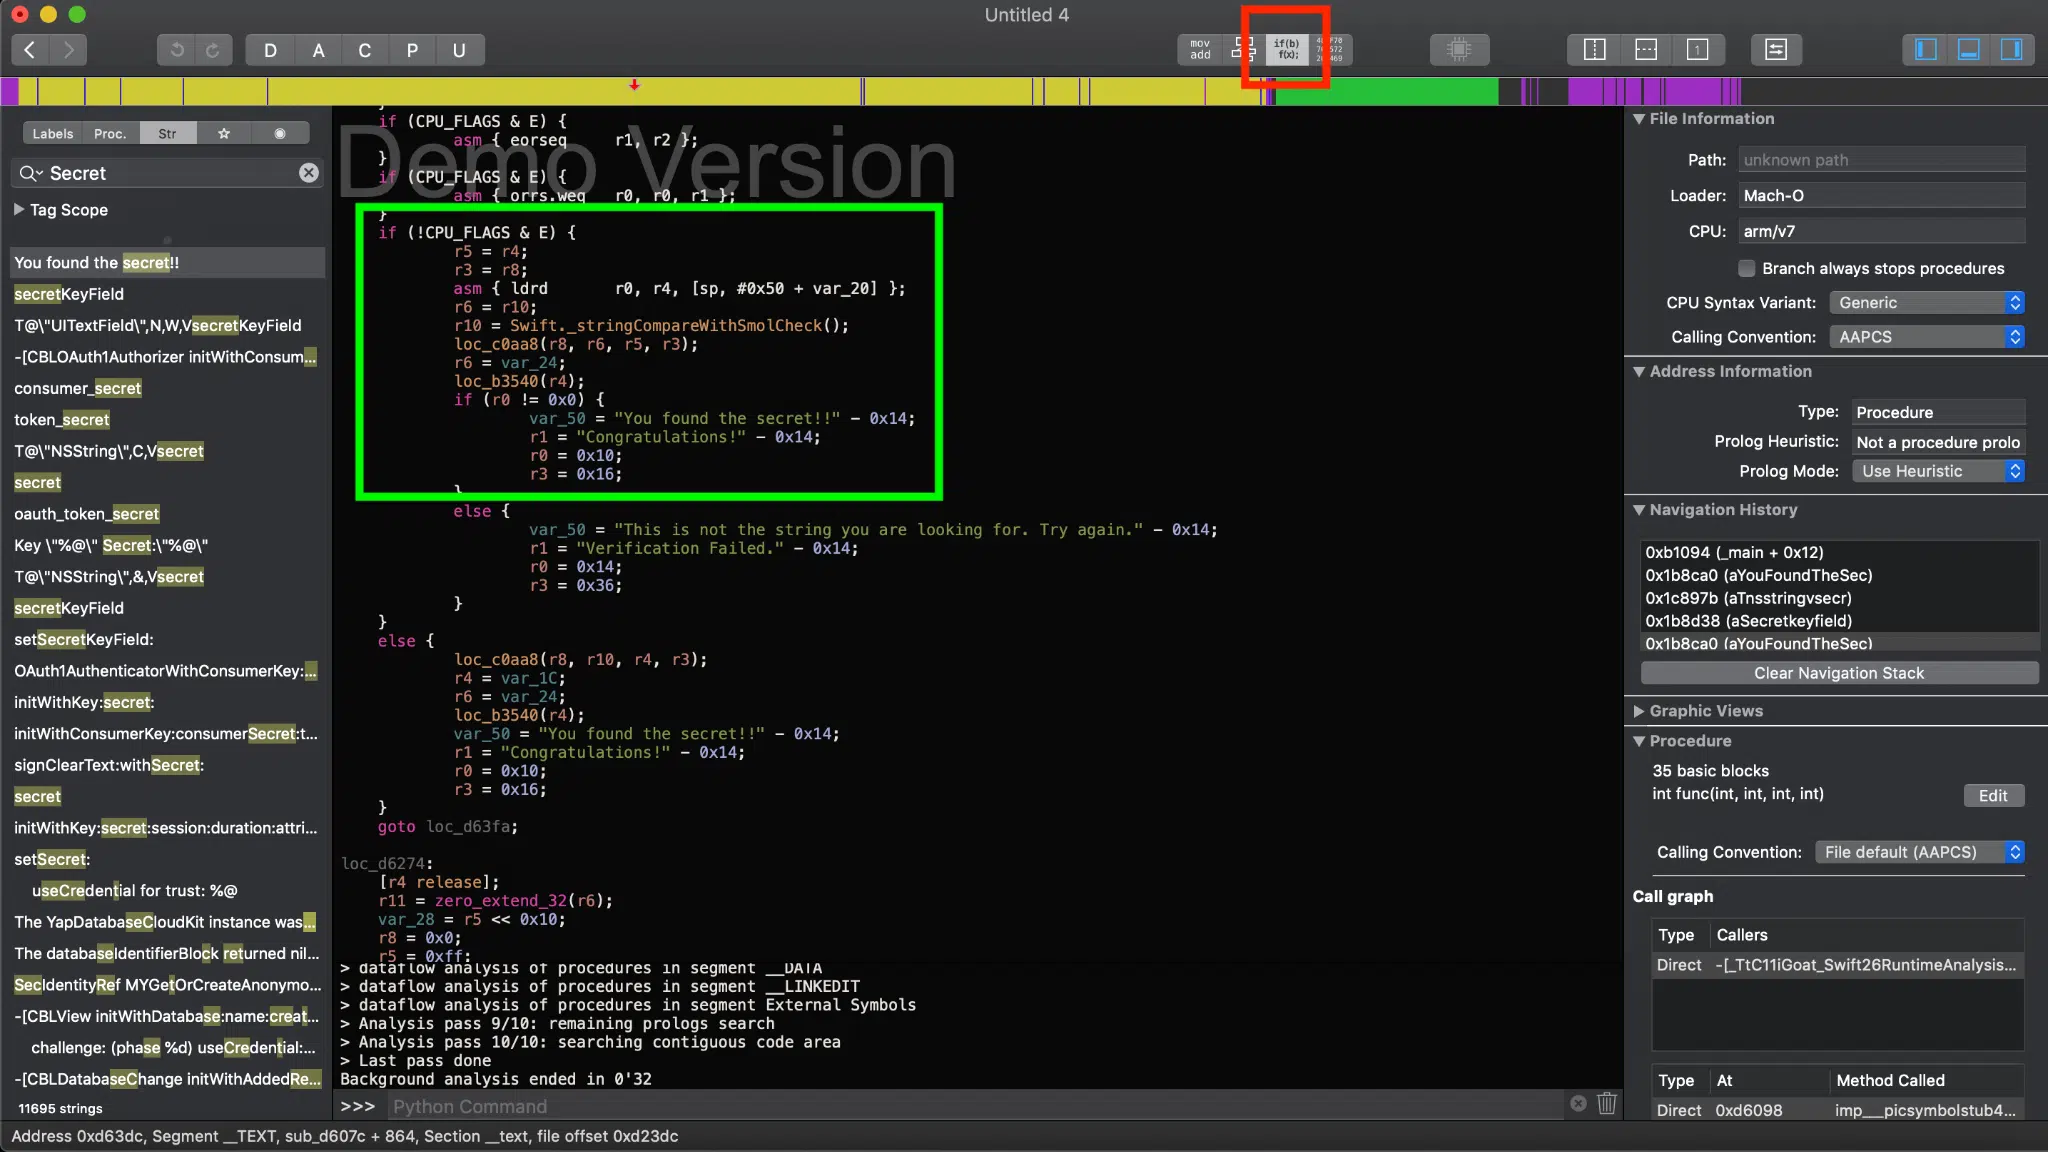 Untitled 4
D A C P U
mov
add
if(b)
f(x);
1
Labels Proc. Str
Secret
Tag Scope
You found the secret!!
secretKeyField
T@\"UITextField\",N,W,VsecretKeyField
-[CBLOAuth1Authorizer initWithConsum...
consumer_secret
token_secret
T@\"NSString\",C,Vsecret
secret
oauth_token_secret
Key \"%@\" Secret:\"%@\"
T@\"NSString\",&,Vsecret
secretKeyField
setSecretKeyField:
OAuth1AuthenticatorWithConsumerKey:...
initWithKey:secret:
initWithConsumerKey:consumerSecret:t...
signClearText:withSecret:
secret
initWithKey:secret:session:duration:attri...
setSecret:
useCredential for trust: %@
The YapDatabaseCloudKit instance was...
The databaseIdentifierBlock returned nil...
SecIdentityRef MYGetOrCreateAnonymo...
-[CBLView initWithDatabase:name:creat...
challenge: (phase %d) useCredential:...
-[CBLDatabaseChange initWithAddedRe...
11695 strings
Demo Version
}
if (CPU_FLAGS & E) {
asm { eorseq r1, r2 };
}
if (CPU_FLAGS & E) {
asm { orrs.weq r0, r0, r1 };
}
if (!CPU_FLAGS & E) {
r5 = r4;
r3 = r8;
asm { ldrd r0, r4, [sp, #0x50 + var_20] };
r6 = r10;
r10 = Swift._stringCompareWithSmolCheck();
loc_c0aa8(r8, r6, r5, r3);
r6 = var_24;
loc_b3540(r4);
if (r0 != 0x0) {
var_50 = "You found the secret!!" - 0x14;
r1 = "Congratulations!" - 0x14;
r0 = 0x10;
r3 = 0x16;
}
else {
var_50 = "This is not the string you are looking for. Try again." - 0x14;
r1 = "Verification Failed." - 0x14;
r0 = 0x14;
r3 = 0x36;
}
}
else {
loc_c0aa8(r8, r10, r4, r3);
r4 = var_1C;
r6 = var_24;
loc_b3540(r4);
var_50 = "You found the secret!!" - 0x14;
r1 = "Congratulations!" - 0x14;
r0 = 0x10;
r3 = 0x16;
}
goto loc_d63fa;
loc_d6274:
[r4 release];
r11 = zero_extend_32(r6);
var_28 = r5 << 0x10;
r8 = 0x0;
r5 = 0xff;
> dataflow analysis of procedures in segment __DATA
> dataflow analysis of procedures in segment __LINKEDIT
> dataflow analysis of procedures in segment External Symbols
> Analysis pass 9/10: remaining prologs search
> Analysis pass 10/10: searching contiguous code area
> Last pass done
Background analysis ended in 0'32
>>> Python Command
File Information
Path: unknown path
Loader: Mach-O
CPU: arm/v7
Branch always stops procedures
CPU Syntax Variant: Generic
Calling Convention: AAPCS
Address Information
Type: Procedure
Prolog Heuristic: Not a procedure prolo
Prolog Mode: Use Heuristic
Navigation History
0xb1094 (_main + 0x12)
0x1b8ca0 (aYouFoundTheSec)
0x1c897b (aTnsstringvsecr)
0x1b8d38 (aSecretkeyfield)
0x1b8ca0 (aYouFoundTheSec)
Clear Navigation Stack
Graphic Views
Procedure
35 basic blocks
int func(int, int, int, int)
Edit
Calling Convention: File default (AAPCS)
Call graph
Type Callers
Direct -[_TtC11iGoat_Swift26RuntimeAnalysis...
Type At Method Called
Direct 0xd6098 imp___picsymbolstub4...
Address 0xd63dc, Segment __TEXT, sub_d607c + 864, Section __text, file offset 0xd23dc